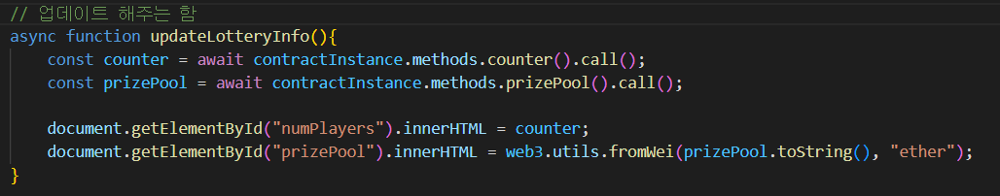 // 업데이트 해주는 함
async function updateLotteryInfo(){
    const counter = await contractInstance.methods.counter().call();
    const prizePool = await contractInstance.methods.prizePool().call();

    document.getElementById("numPlayers").innerHTML = counter;
    document.getElementById("prizePool").innerHTML = web3.utils.fromWei(prizePool.toString(), "ether");
}